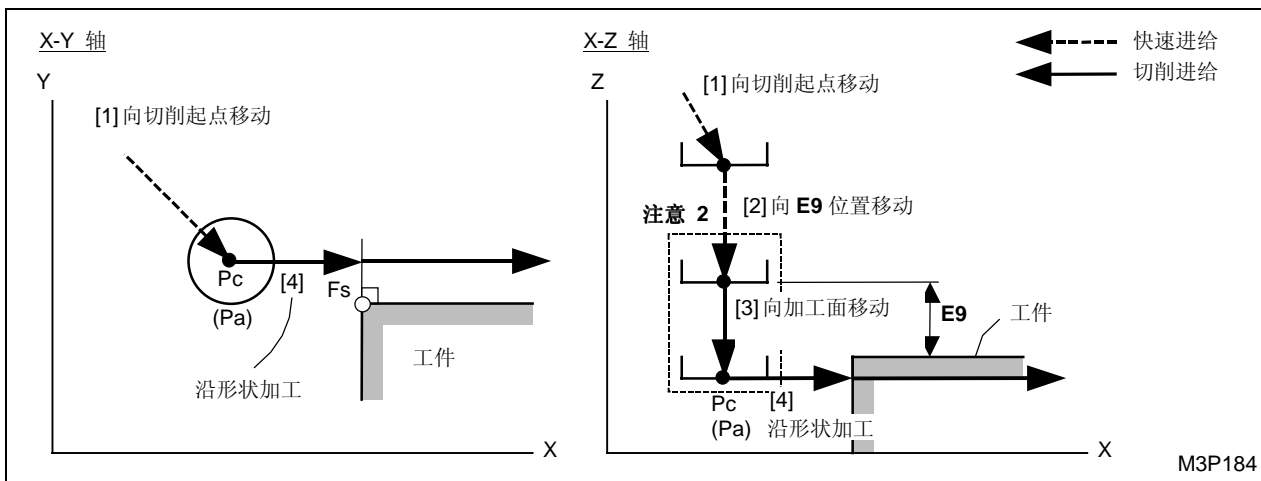 X-Y 轴
Y
[1]向切削起点移动
Pc
(Pa)
[4]
Fs
工件
沿形状加工
X
X-Z 轴
Z
[1]向切削起点移动
注意 2
[2]向 E9 位置移动
[3]向加工面移动
E9
工件
Pc
(Pa)
[4]
沿形状加工
X
快速进给
切削进给
M3P184